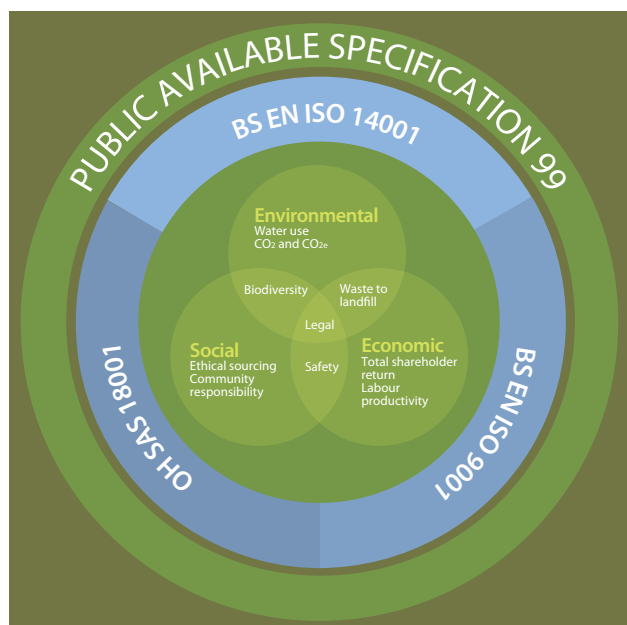 PUBLIC AVAILABLE SPECIFICATION 99
BS EN ISO 14001
Environmental
Water use
CO2 and CO2e
Biodiversity
Waste to
landfill
Legal
Social
Ethical sourcing
Community
responsibility
Safety
Economic
Total shareholder
return
Labour
productivity
OH SAS 18001
BS EN ISO 9001